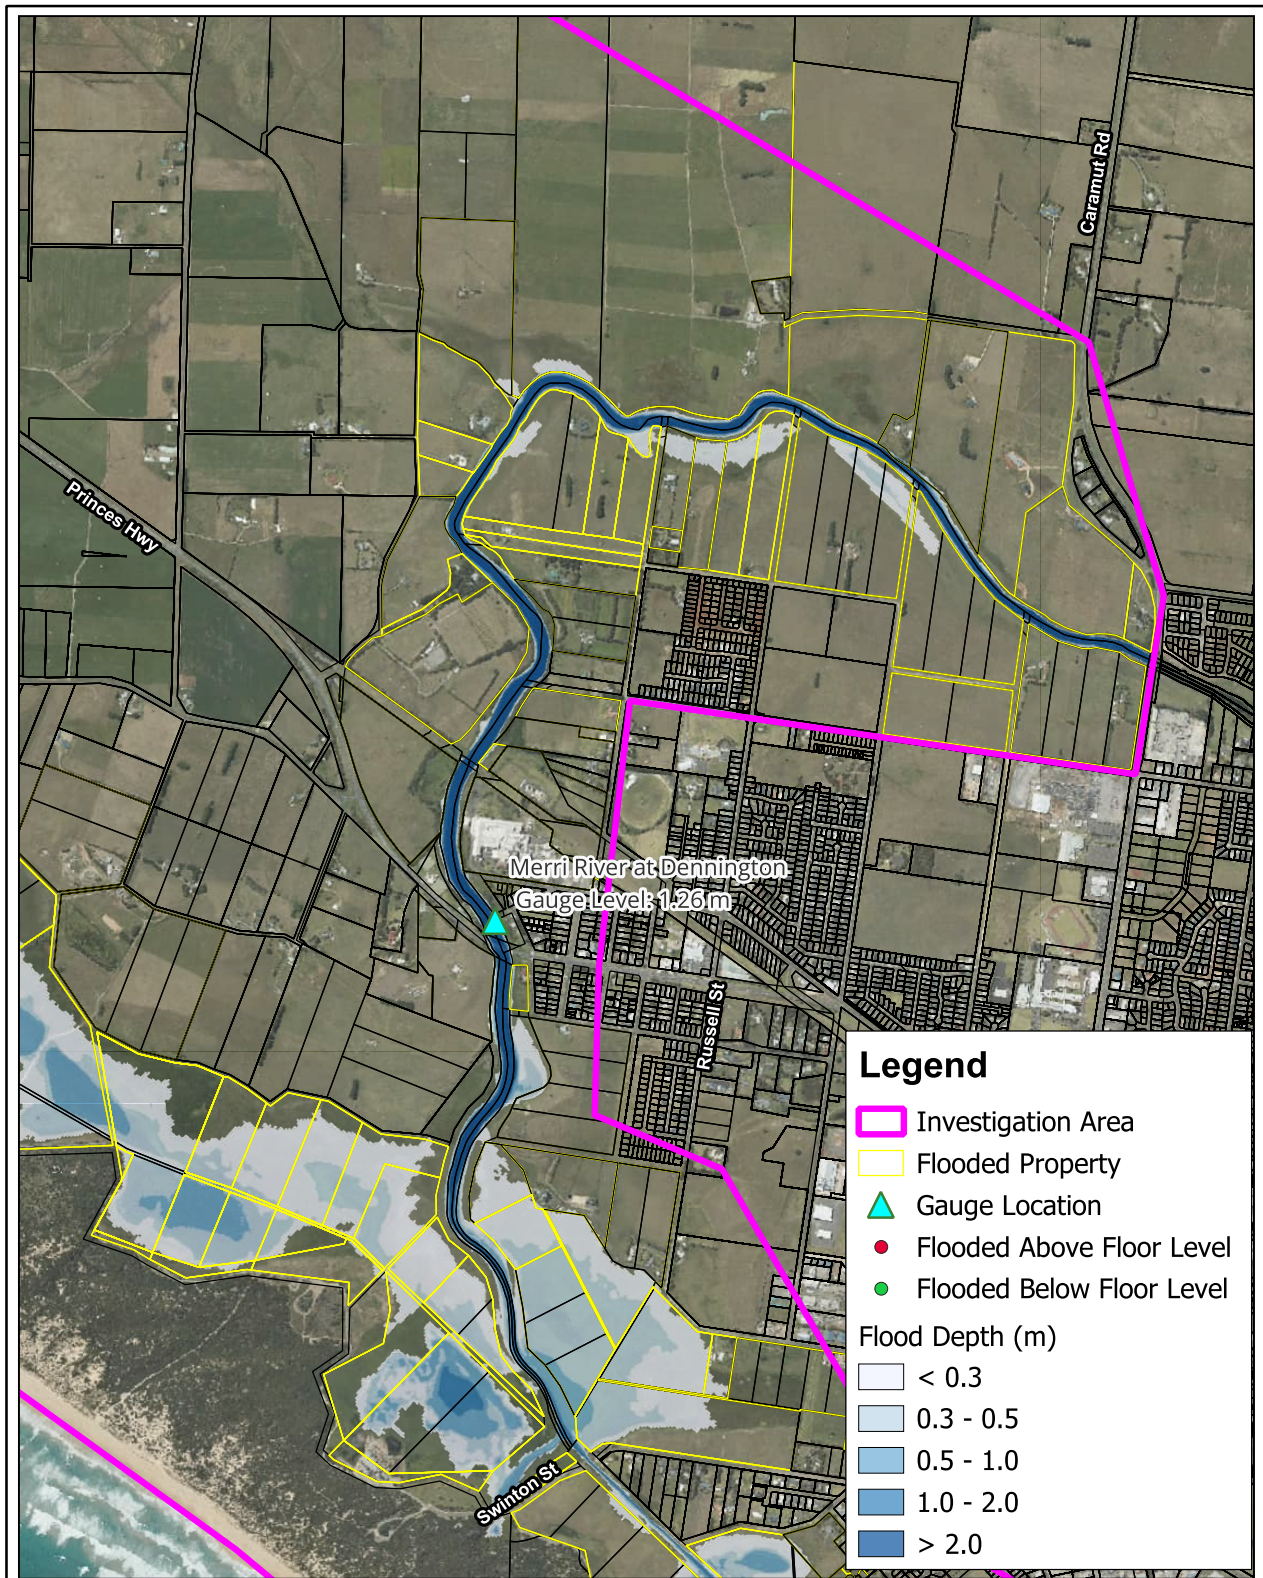 Caramut Rd
Princes Hwy
Merri River at Dennington
Gauge Level: 1.26 m
Russell St
Swinton St
Legend
Investigation Area
Flooded Property
Gauge Location
Flooded Above Floor Level
Flooded Below Floor Level
Flood Depth (m)
< 0.3
0.3 - 0.5
0.5 - 1.0
1.0 - 2.0
> 2.0